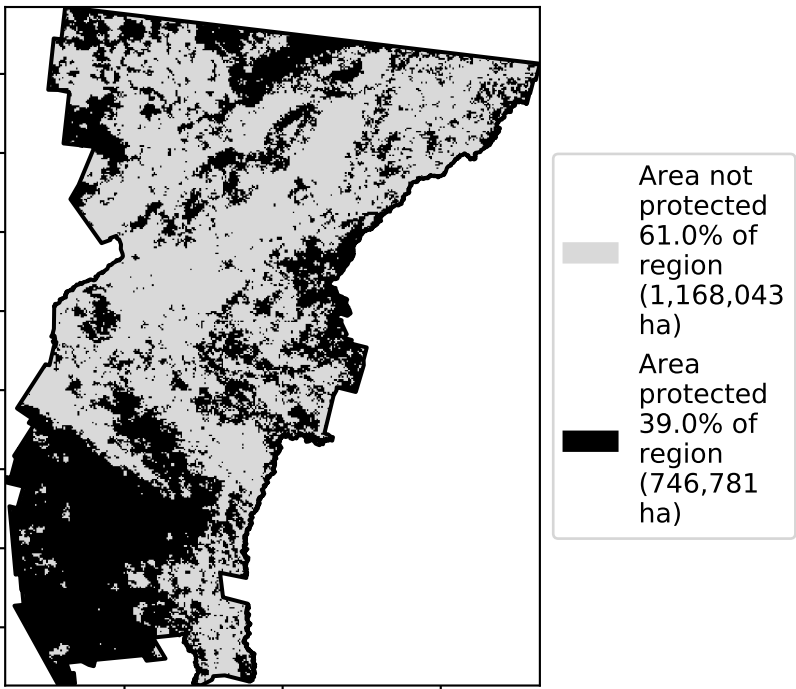 Area not
protected
61.0% of
region
(1,168,043
ha)
Area
protected
39.0% of
region
(746,781
ha)